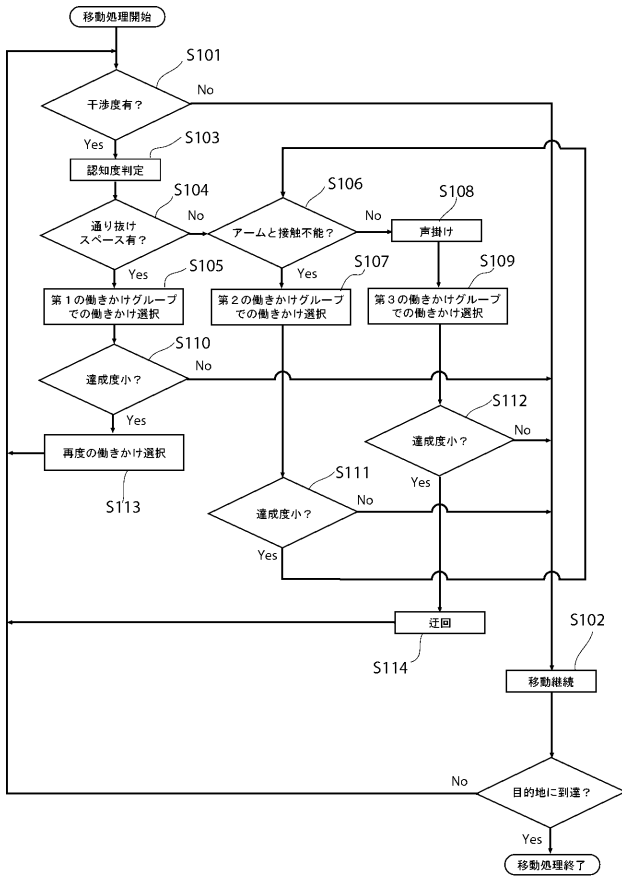 移動処理開始
S101
干渉度有？
No
Yes
S103
認知度判定
S104
通り抜け
スペース有？
No
Yes
S106
アームと接触不能？
No
Yes
S108
声掛け
S105
第１の働きかけグループ
での働きかけ選択
S107
第２の働きかけグループ
での働きかけ選択
S109
第３の働きかけグループ
での働きかけ選択
S110
達成度小？
No
Yes
S112
達成度小？
No
Yes
再度の働きかけ選択
S113
S111
達成度小？
No
Yes
迂回
S114
S102
移動継続
目的地に到達？
No
Yes
移動処理終了